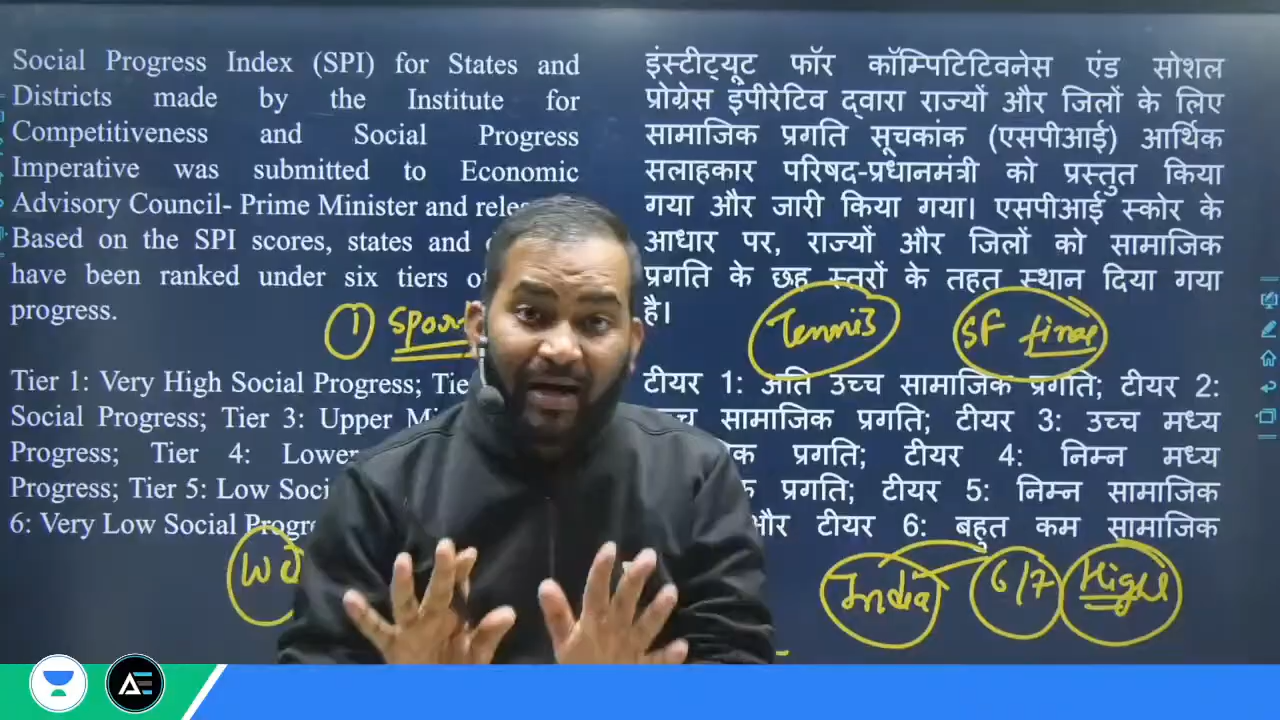 Social Progress Index (SPI) for States and
Districts made by the Institute for
Competitiveness and Social Progress
Imperative was submitted to Economic
Advisory Council- Prime Minister and
Based on the SPI scores, states and
have been ranked under six tiers
progress.
Tier 1: Very High Social Progress;
Social Progress; Tier 3: Upper
Progress; Tier 4: Lower
Progress; Tier 5: Low
6: Very Low Social
इंस्टीट्यूट फॉर कॉम्पिटिटिवनेस एंड सोशल
प्रोग्रेस इंपीरेटिव द्वारा राज्यों और जिलों के लिए
सामाजिक प्रगति सूचकांक (एसपीआई) आर्थिक
सलाहकार परिषद-प्रधानमंत्री को प्रस्तुत किया
गया और जारी किया गया। एसपीआई स्कोर के
आधार पर, राज्यों और जिलों को सामाजिक
प्रगति के छह स्तरों के तहत स्थान दिया गया
है।
टीयर 1: अति उच्च सामाजिक प्रगति; टीयर 2:
सामाजिक प्रगति; टीयर 3: उच्च मध्य
प्रगति; टीयर 4: निम्न मध्य
प्रगति; टीयर 5: निम्न सामाजिक
और टीयर 6: बहुत कम सामाजिक
1
Tennis
SF final
India 6/7 High